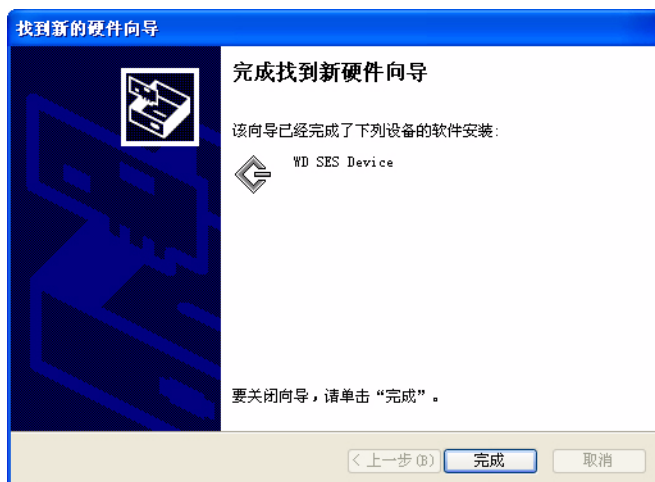 找到新的硬件向导
完成找到新硬件向导
该向导已经完成了下列设备的软件安装:
WD SES Device
要关闭向导，请单击“完成”。
< 上一步(B)
完成
取消